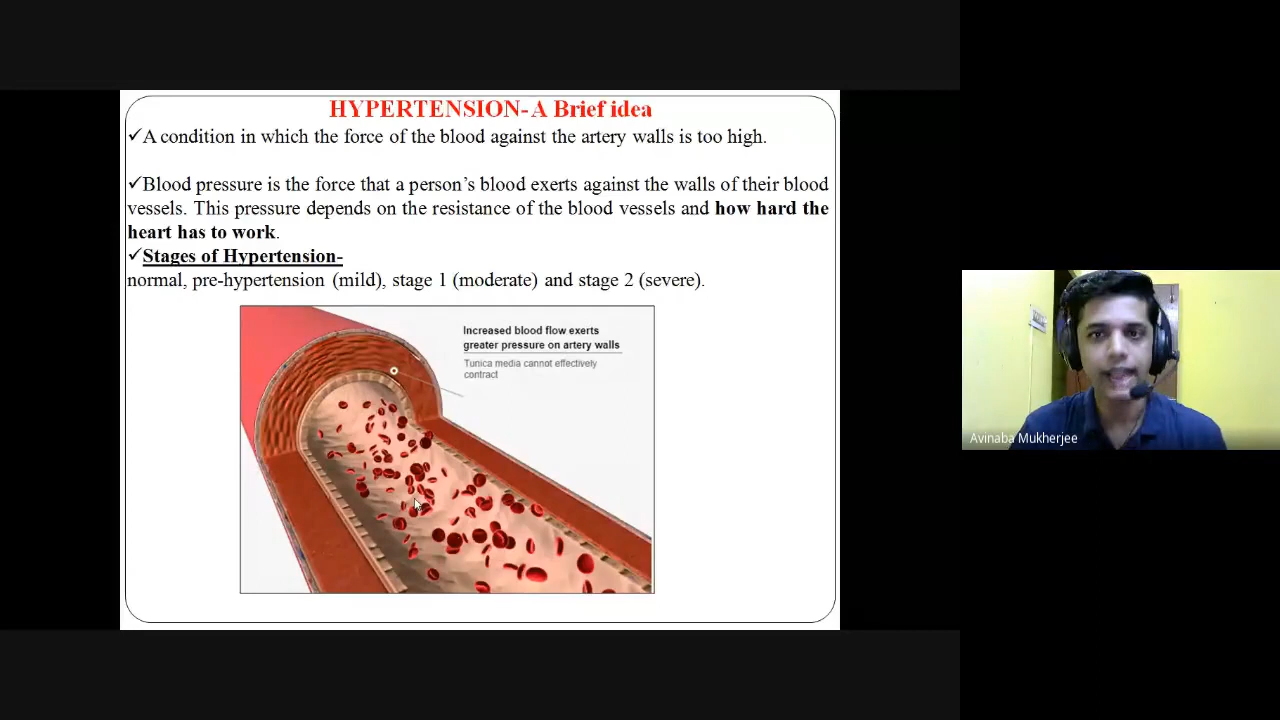 HYPERTENSION- A Brief idea
✓A condition in which the force of the blood against the artery walls is too high.
✓Blood pressure is the force that a person’s blood exerts against the walls of their blood
vessels. This pressure depends on the resistance of the blood vessels and how hard the
heart has to work.
✓Stages of Hypertension-
normal, pre-hypertension (mild), stage 1 (moderate) and stage 2 (severe).
Increased blood flow exerts
greater pressure on artery walls
Tunica media cannot effectively
contract
Avinaba Mukherjee